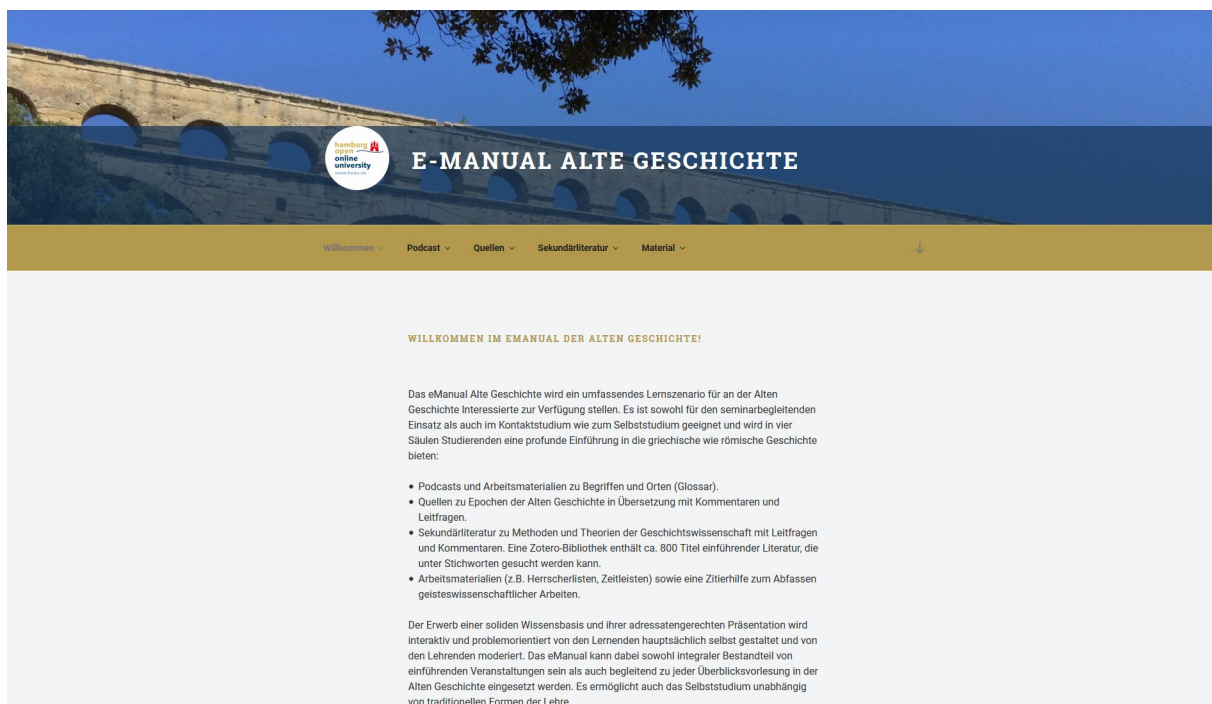 hamburg
open
online
university
www.hoou.de
E-MANUAL ALTE GESCHICHTE
Willkommen
Podcast
Quellen
Sekundärliteratur
Material
WILLKOMMEN IM EMANUAL DER ALTEN GESCHICHTE!
Das eManual Alte Geschichte wird ein umfassendes Lernszenario für an der Alten
Geschichte Interessierte zur Verfügung stellen. Es ist sowohl für den seminarbegleitenden
Einsatz als auch im Kontaktstudium wie zum Selbststudium geeignet und wird in vier
Säulen Studierenden eine profunde Einführung in die griechische wie römische Geschichte
bieten:
• Podcasts und Arbeitsmaterialien zu Begriffen und Orten (Glossar).
• Quellen zu Epochen der Alten Geschichte in Übersetzung mit Kommentaren und
Leitfragen.
• Sekundärliteratur zu Methoden und Theorien der Geschichtswissenschaft mit Leitfragen
und Kommentaren. Eine Zotero-Bibliothek enthält ca. 800 Titel einführender Literatur, die
unter Stichworten gesucht werden kann.
• Arbeitsmaterialien (z.B. Herrscherlisten, Zeitleisten) sowie eine Zitierhilfe zum Abfassen
geisteswissenschaftlicher Arbeiten.
Der Erwerb einer soliden Wissensbasis und ihrer adressatengerechten Präsentation wird
interaktiv und problemorientiert von den Lernenden hauptsächlich selbst gestaltet und von
den Lehrenden moderiert. Das eManual kann dabei sowohl integraler Bestandteil von
einführenden Veranstaltungen sein als auch begleitend zu jeder Überblicksvorlesung in der
Alten Geschichte eingesetzt werden. Es ermöglicht auch das Selbststudium unabhängig
von traditionellen Formen der Lehre.